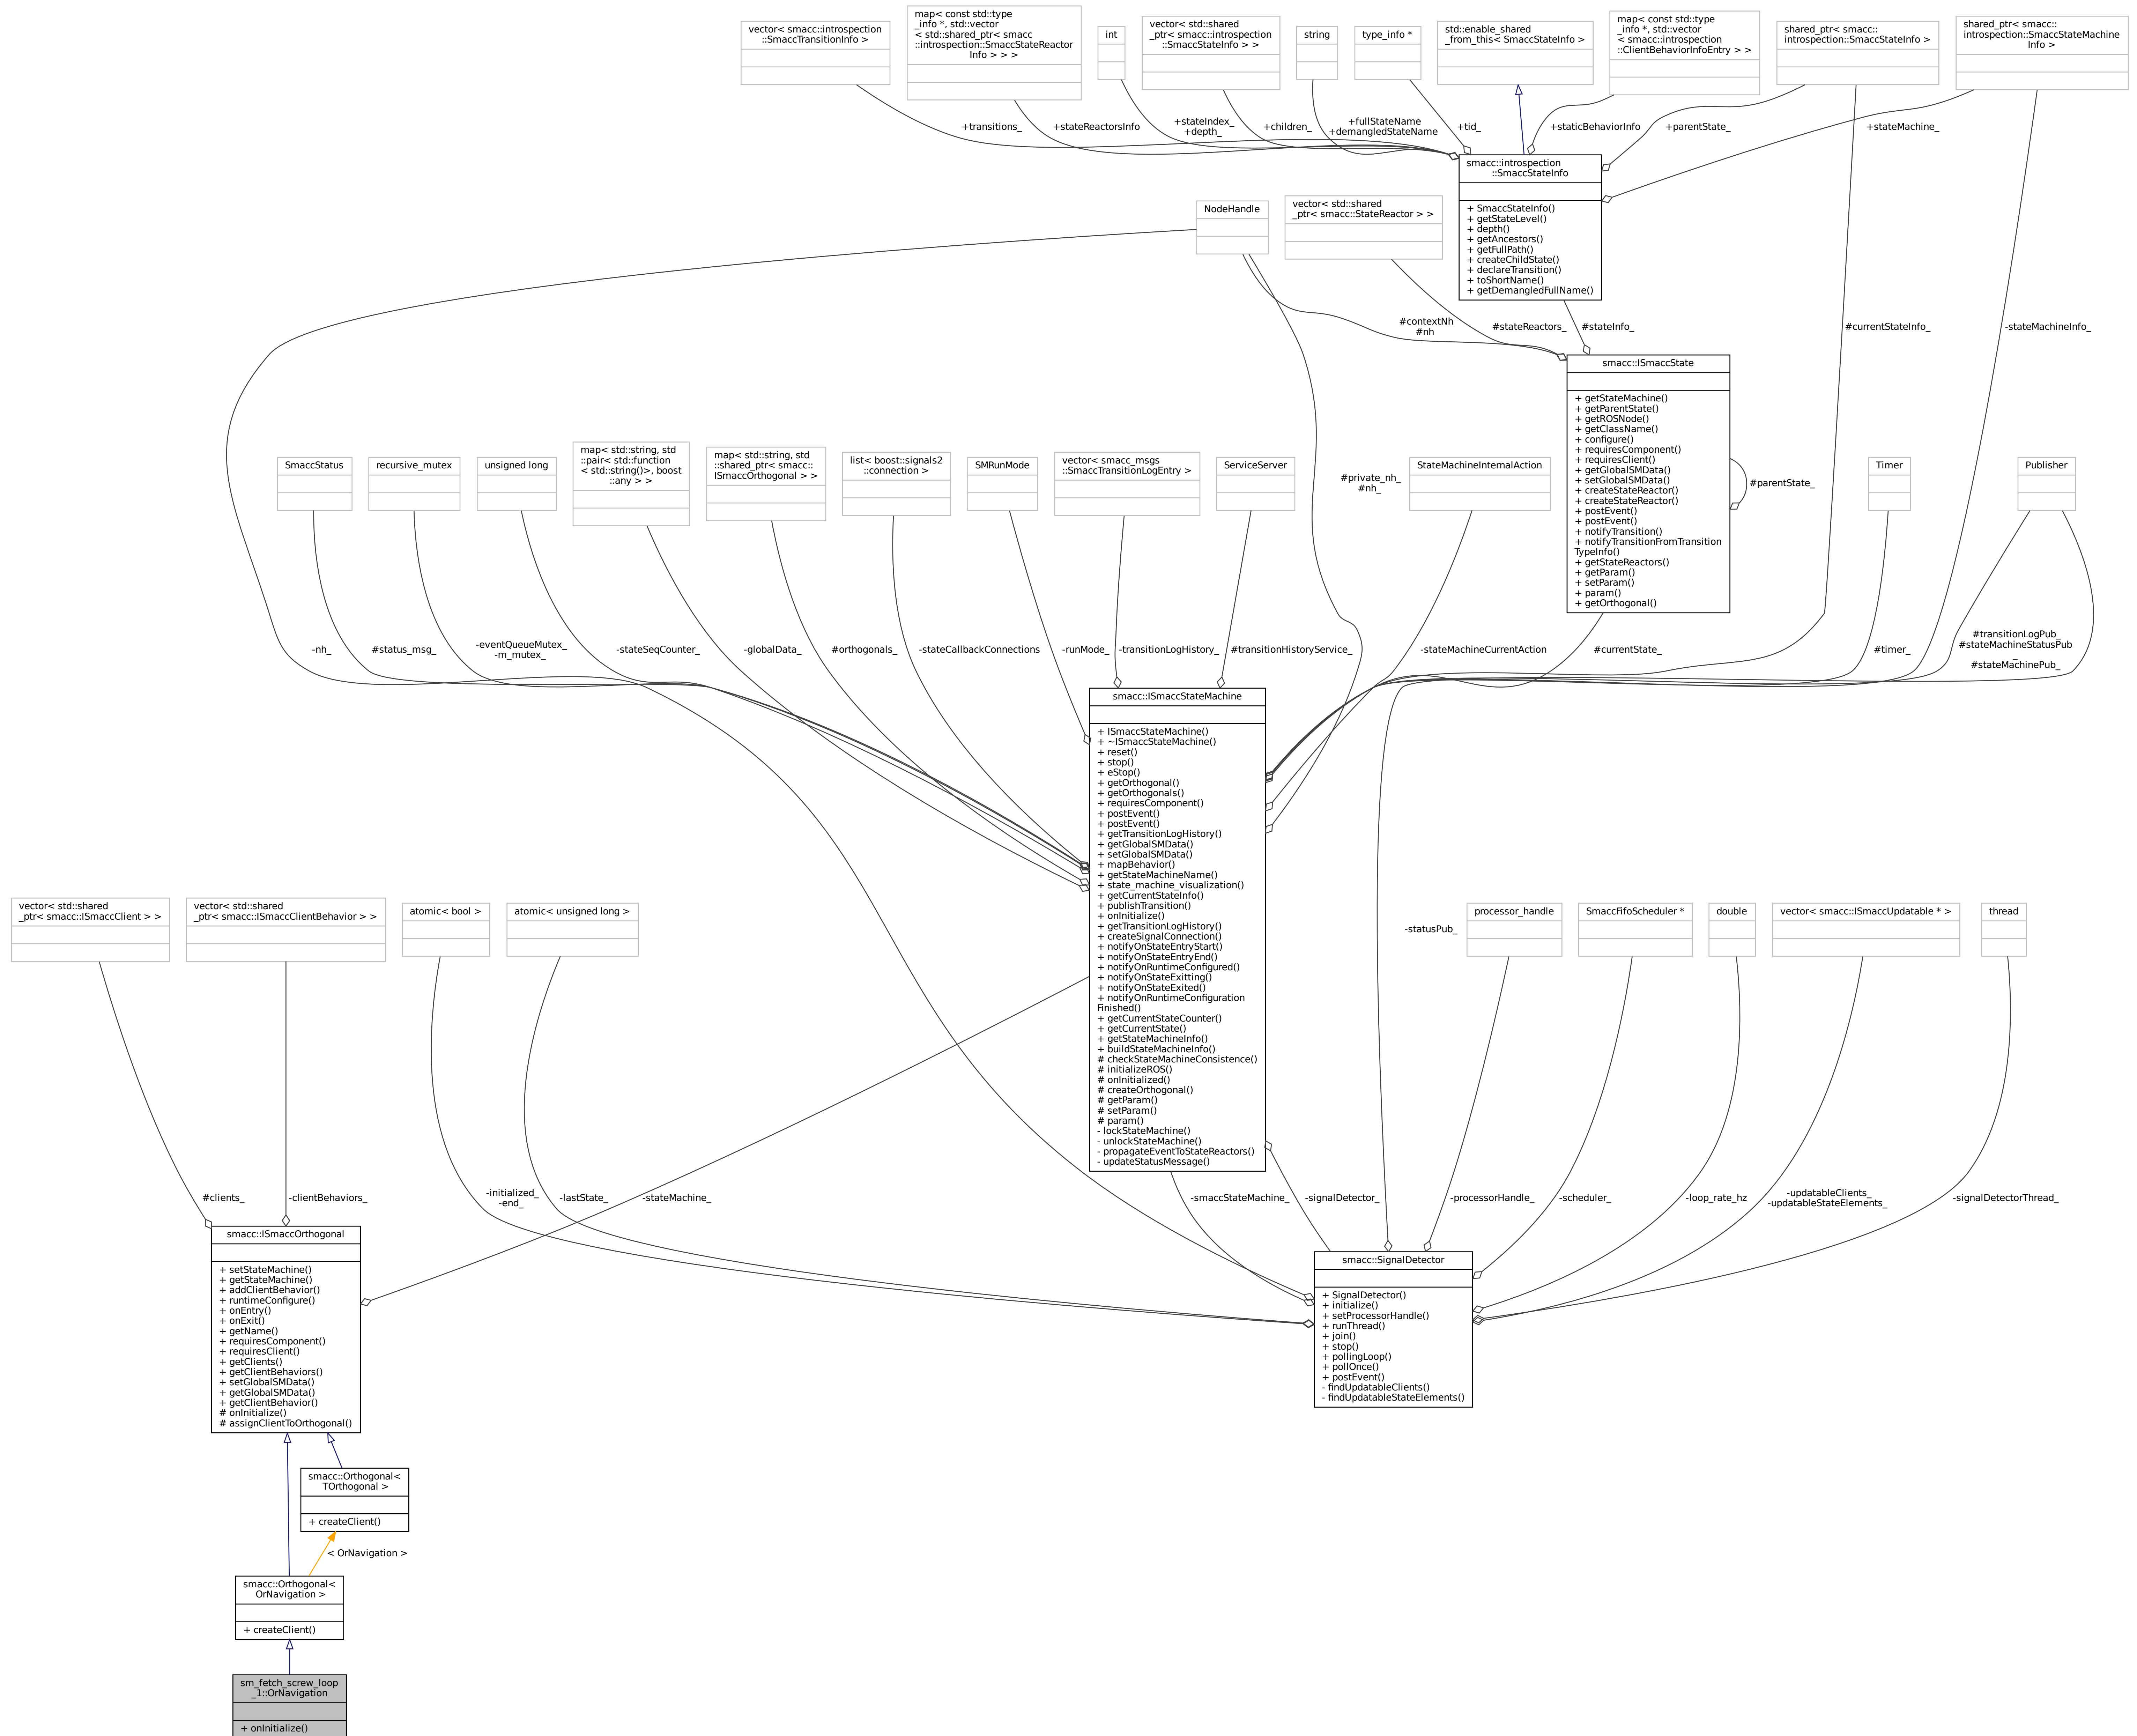 vector< smacc::introspection
::SmaccTransitionInfo >
map< const std::type
_info *, std::vector
< std::shared_ptr< smacc
::introspection::SmaccStateReactor
Info > > >
int
vector< std::shared
_ptr< smacc::introspection
::SmaccStateInfo > >
string
type_info *
std::enable_shared
_from_this< SmaccStateInfo >
map< const std::type
_info *, std::vector
< smacc::introspection
::ClientBehaviorInfoEntry > >
shared_ptr< smacc::
introspection::SmaccStateInfo >
shared_ptr< smacc::
introspection::SmaccStateMachine
Info >
+transitions_
+stateReactorsInfo
+stateIndex_
+depth_
+children_
+fullStateName
+demangledStateName
+tid_
+staticBehaviorInfo
+parentState_
+stateMachine_
smacc::introspection
::SmaccStateInfo
+ SmaccStateInfo()
+ getStateLevel()
+ depth()
+ getAncestors()
+ getFullPath()
+ createChildState()
+ declareTransition()
+ toShortName()
+ getDemangledFullName()
NodeHandle
vector< std::shared
_ptr< smacc::StateReactor > >
#contextNh
#nh
#stateReactors_
#stateInfo_
#currentStateInfo_
-stateMachineInfo_
smacc::ISmaccState
+ getStateMachine()
+ getParentState()
+ getROSNode()
+ getClassName()
+ configure()
+ requiresComponent()
+ requiresClient()
+ getGlobalSMData()
+ setGlobalSMData()
+ createStateReactor()
+ createStateReactor()
+ postEvent()
+ postEvent()
+ notifyTransition()
+ notifyTransitionFromTransition
TypeInfo()
+ getStateReactors()
+ getParam()
+ setParam()
+ param()
+ getOrthogonal()
#parentState_
SmaccStatus
recursive_mutex
unsigned long
map< std::string, std
::pair< std::function
< std::string()>, boost
::any > >
map< std::string, std
::shared_ptr< smacc::
ISmaccOrthogonal > >
list< boost::signals2
::connection >
SMRunMode
vector< smacc_msgs
::SmaccTransitionLogEntry >
ServiceServer
#private_nh_
#nh_
StateMachineInternalAction
Timer
Publisher
-nh_
#status_msg_
-eventQueueMutex_
-m_mutex_
-stateSeqCounter_
-globalData_
#orthogonals_
-stateCallbackConnections
-runMode_
-transitionLogHistory_
#transitionHistoryService_
-stateMachineCurrentAction
#currentState_
#timer_
#transitionLogPub_
#stateMachineStatusPub
_
#stateMachinePub_
smacc::ISmaccStateMachine
+ ISmaccStateMachine()
+ ~ISmaccStateMachine()
+ reset()
+ stop()
+ eStop()
+ getOrthogonal()
+ getOrthogonals()
+ requiresComponent()
+ postEvent()
+ postEvent()
+ getTransitionLogHistory()
+ getGlobalSMData()
+ setGlobalSMData()
+ mapBehavior()
+ getStateMachineName()
+ state_machine_visualization()
+ getCurrentStateInfo()
+ publishTransition()
+ onInitialize()
+ getTransitionLogHistory()
+ createSignalConnection()
+ notifyOnStateEntryStart()
+ notifyOnStateEntryEnd()
+ notifyOnRuntimeConfigured()
+ notifyOnStateExitting()
+ notifyOnStateExited()
+ notifyOnRuntimeConfiguration
Finished()
+ getCurrentStateCounter()
+ getCurrentState()
+ getStateMachineInfo()
+ buildStateMachineInfo()
# checkStateMachineConsistence()
# initializeROS()
# onInitialized()
# createOrthogonal()
# getParam()
# setParam()
# param()
- lockStateMachine()
- unlockStateMachine()
- propagateEventToStateReactors()
- updateStatusMessage()
vector< std::shared
_ptr< smacc::ISmaccClient > >
vector< std::shared
_ptr< smacc::ISmaccClientBehavior > >
atomic< bool >
atomic< unsigned long >
-statusPub_
processor_handle
SmaccFifoScheduler *
double
vector< smacc::ISmaccUpdatable * >
thread
#clients_
-clientBehaviors_
-initialized_
-end_
-lastState_
-stateMachine_
-smaccStateMachine_
-signalDetector_
-processorHandle_
-scheduler_
-loop_rate_hz
-updatableClients_
-updatableStateElements_
-signalDetectorThread_
smacc::ISmaccOrthogonal
+ setStateMachine()
+ getStateMachine()
+ addClientBehavior()
+ runtimeConfigure()
+ onEntry()
+ onExit()
+ getName()
+ requiresComponent()
+ requiresClient()
+ getClients()
+ getClientBehaviors()
+ setGlobalSMData()
+ getGlobalSMData()
+ getClientBehavior()
# onInitialize()
# assignClientToOrthogonal()
smacc::SignalDetector
+ SignalDetector()
+ initialize()
+ setProcessorHandle()
+ runThread()
+ join()
+ stop()
+ pollingLoop()
+ pollOnce()
+ postEvent()
- findUpdatableClients()
- findUpdatableStateElements()
smacc::Orthogonal<
TOrthogonal >
+ createClient()
< OrNavigation >
smacc::Orthogonal<
OrNavigation >
+ createClient()
sm_fetch_screw_loop
_1::OrNavigation
+ onInitialize()